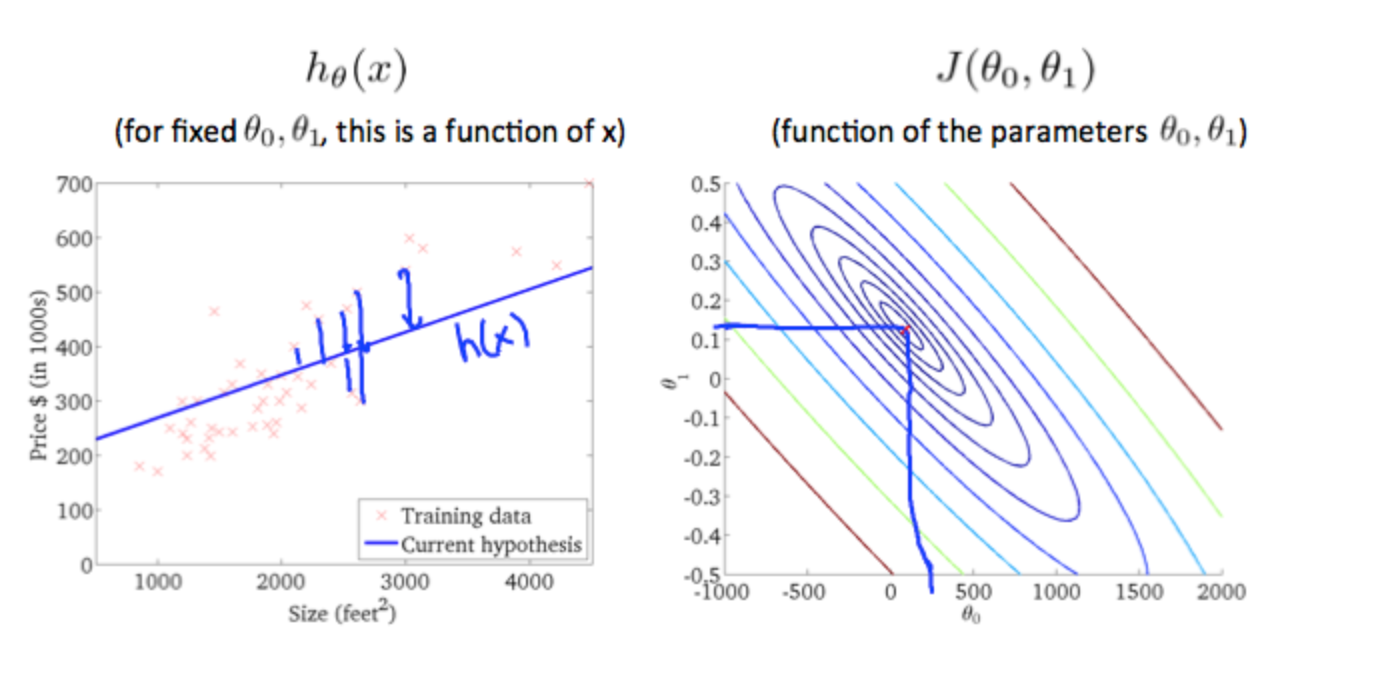 hθ(x)
(for fixed θ0, θ1, this is a function of x)
700
600
500
400
300
200
100
0
Price $ (in 1000s)
h(x)
× Training data
Current hypothesis
1000 2000 3000 4000
Size (feet²)
J(θ0, θ1)
(function of the parameters θ0, θ1)
0.5
0.4
0.3
0.2
0.1
0
-0.1
-0.2
-0.3
-0.4
-0.5
θ1
-1000 -500 0 500 1000 1500 2000
θ0